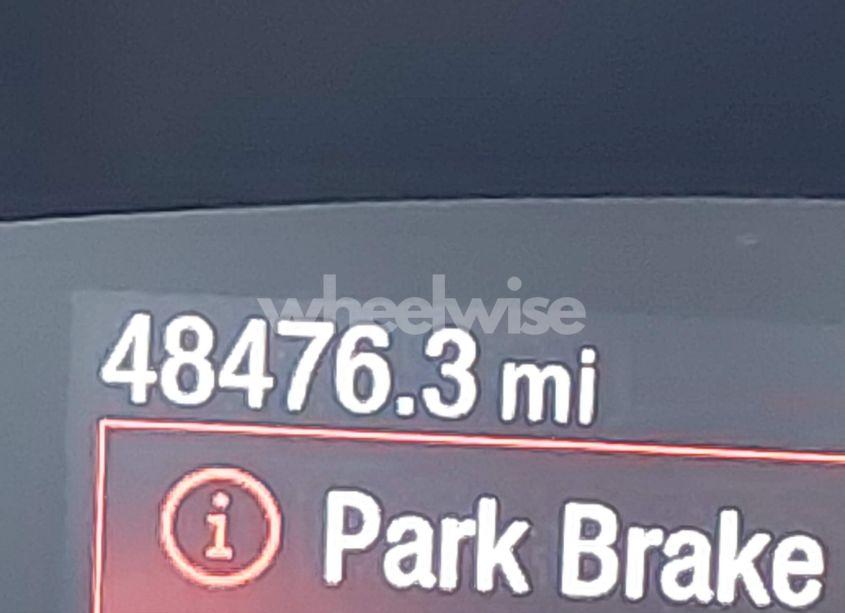 wheelwise
48476.3 mi
i Park Brake